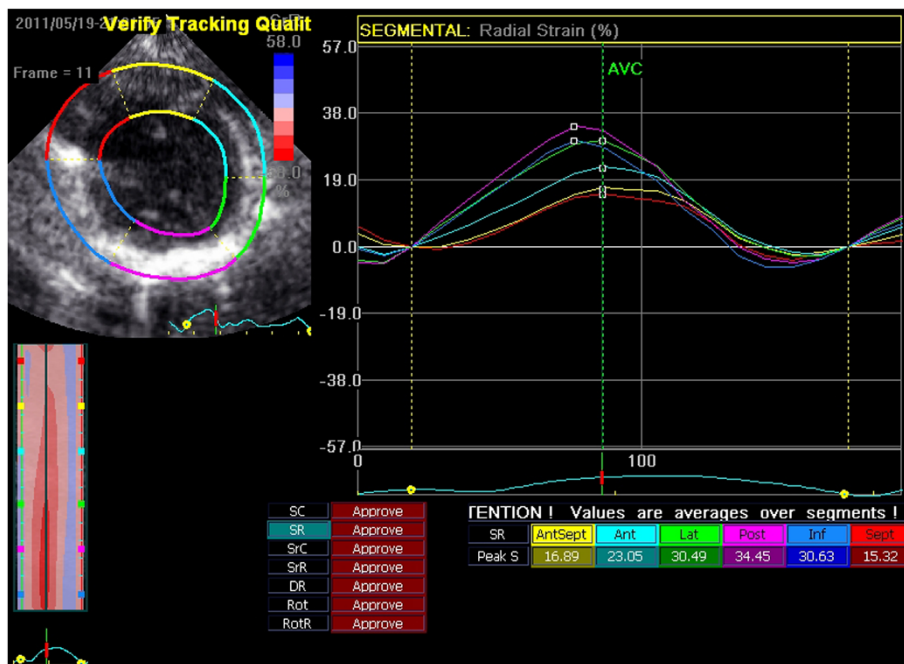 2011/05/19-2
Verify Tracking Qualit
58.0
Frame = 11
%
SEGMENTAL: Radial Strain (%)
57.0
AVC
38.0
19.0
0.0
-19.0
-38.0
-57.0
0 100
SC Approve
SR Approve
SrC Approve
SrR Approve
DR Approve
Rot Approve
RotR Approve
TENTION ! Values are averages over segments !
SR AntSept Ant Lat Post Inf Sept
Peak S 16.89 23.05 30.49 34.45 30.63 15.32